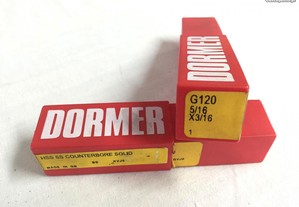 DORMER
G120
5/16
X3/16
1
DORMER
HSS SS COUNTERBORE SOLID